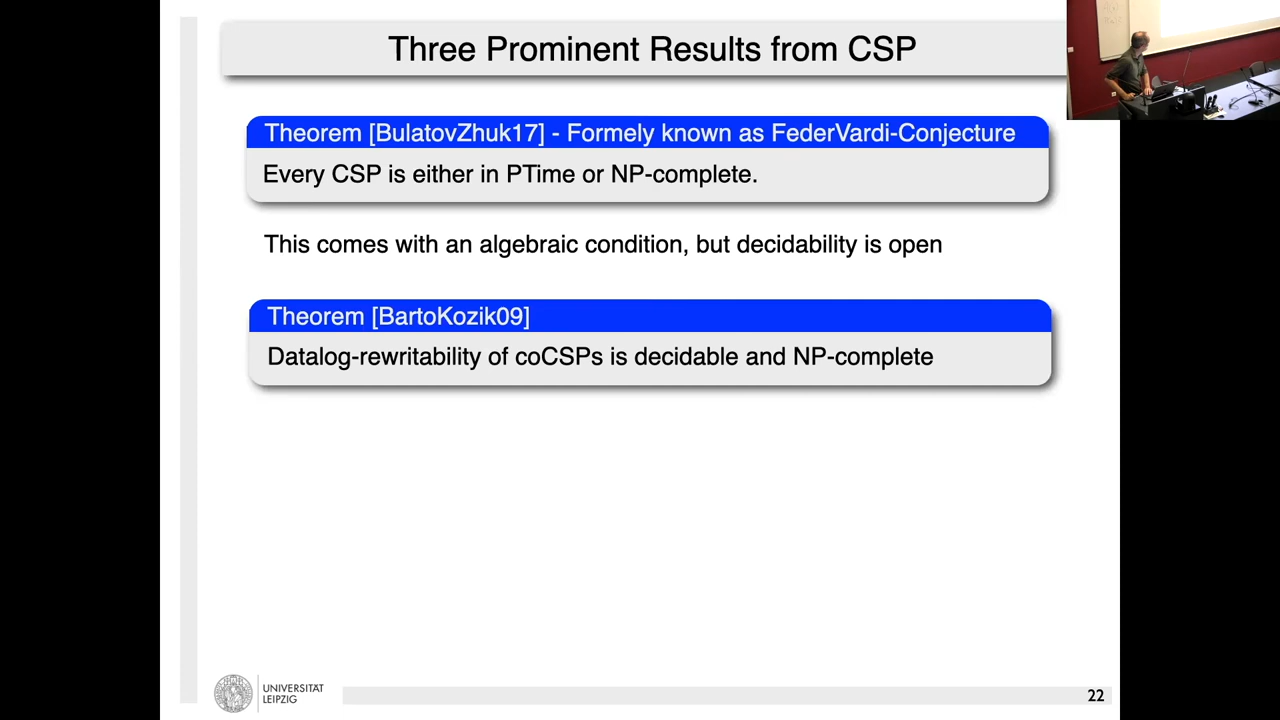 Three Prominent Results from CSP
Theorem [BulatovZhuk17] - Formely known as FederVardi-Conjecture
Every CSP is either in PTime or NP-complete.
This comes with an algebraic condition, but decidability is open
Theorem [BartoKozik09]
Datalog-rewritability of coCSPs is decidable and NP-complete
UNIVERSITÄT
LEIPZIG
22